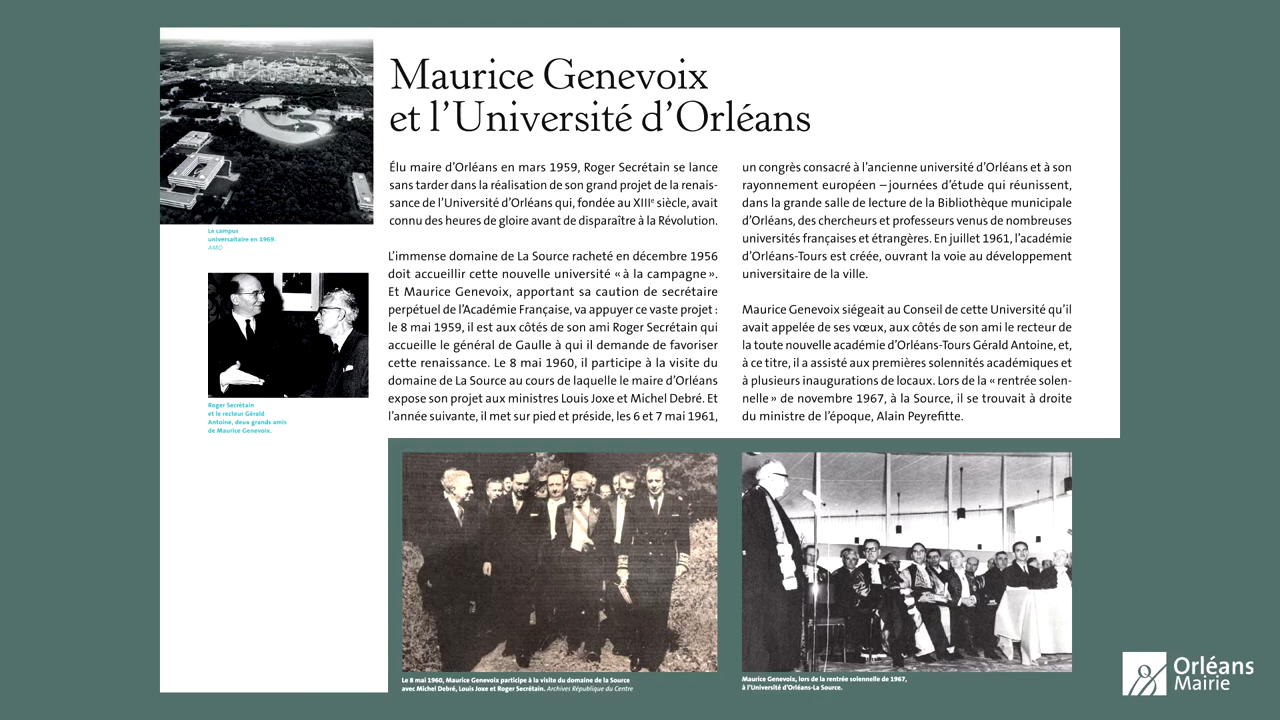 Maurice Genevoix
et l'Université d'Orléans
Élu maire d'Orléans en mars 1959, Roger Secrétain se lance
sans tarder dans la réalisation de son grand projet de la renais-
sance de l'Université d'Orléans qui, fondée au XIIIe siècle, avait
connu des heures de gloire avant de disparaître à la Révolution.
L'immense domaine de La Source racheté en décembre 1956
doit accueillir cette nouvelle université « à la campagne ».
Et Maurice Genevoix, apportant sa caution de secrétaire
perpétuel de l'Académie Française, va appuyer ce vaste projet :
le 8 mai 1959, il est aux côtés de son ami Roger Secrétain qui
accueille le général de Gaulle à qui il demande de favoriser
cette renaissance. Le 8 mai 1960, il participe à la visite du
domaine de La Source au cours de laquelle le maire d'Orléans
expose son projet aux ministres Louis Joxe et Michel Debré. Et
l'année suivante, il met sur pied et préside, les 6 et 7 mai 1961,
un congrès consacré à l'ancienne université d'Orléans et à son
rayonnement européen – journées d'étude qui réunissent,
dans la grande salle de lecture de la Bibliothèque municipale
d'Orléans, des chercheurs et professeurs venus de nombreuses
universités françaises et étrangères. En juillet 1961, l'académie
d'Orléans-Tours est créée, ouvrant la voie au développement
universitaire de la ville.
Maurice Genevoix siégeait au Conseil de cette Université qu'il
avait appelée de ses vœux, aux côtés de son ami le recteur de
la toute nouvelle académie d'Orléans-Tours Gérald Antoine, et,
à ce titre, il a assisté aux premières solennités académiques et
à plusieurs inaugurations de locaux. Lors de la « rentrée solen-
nelle » de novembre 1967, à la Source, il se trouvait à droite
du ministre de l'époque, Alain Peyrefitte.
Le campus
universitaire en 1969.
AMO
Roger Secrétain
et le recteur Gérald
Antoine, deux grands amis
de Maurice Genevoix.
Le 8 mai 1960, Maurice Genevoix participe à la visite du domaine de la Source
avec Michel Debré, Louis Joxe et Roger Secrétain. Archives République du Centre
Maurice Genevoix, lors de la rentrée solennelle de 1967,
à l'Université d'Orléans-La Source.
Orléans
Mairie